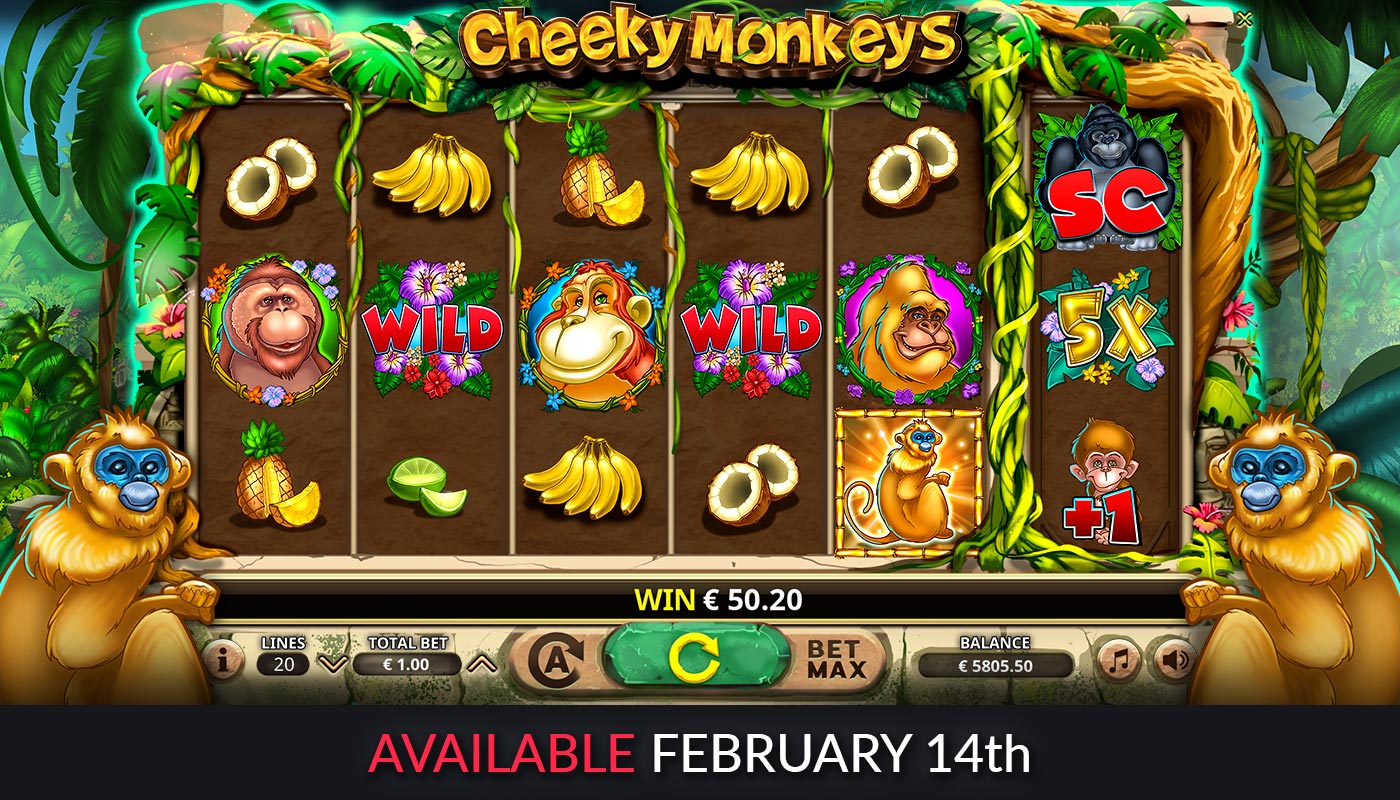 Cheeky Monkeys
SC
WILD
WILD
5X
+1
WIN € 50.20
LINES
20
TOTAL BET
€ 1.00
A
BET
MAX
BALANCE
€ 5805.50
AVAILABLE FEBRUARY 14th